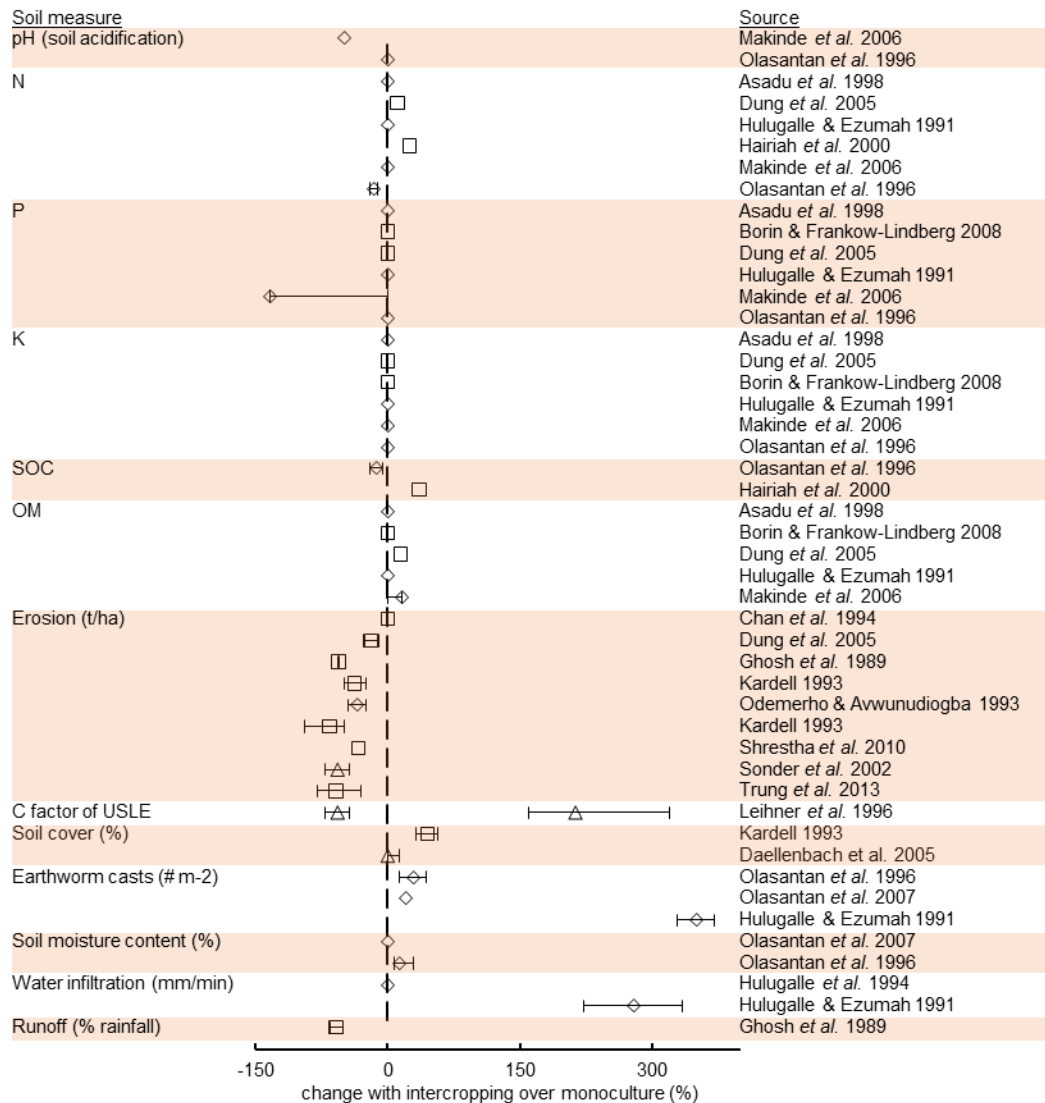 Soil measure Source
pH (soil acidification) Makinde et al. 2006
Olasantan et al. 1996
N Asadu et al. 1998
Dung et al. 2005
Hulugalle & Ezumah 1991
Hairiah et al. 2000
Makinde et al. 2006
Olasantan et al. 1996
P Asadu et al. 1998
Borin & Frankow-Lindberg 2008
Dung et al. 2005
Hulugalle & Ezumah 1991
Makinde et al. 2006
Olasantan et al. 1996
K Asadu et al. 1998
Dung et al. 2005
Borin & Frankow-Lindberg 2008
Hulugalle & Ezumah 1991
Makinde et al. 2006
Olasantan et al. 1996
SOC Olasantan et al. 1996
Hairiah et al. 2000
OM Asadu et al. 1998
Borin & Frankow-Lindberg 2008
Dung et al. 2005
Hulugalle & Ezumah 1991
Makinde et al. 2006
Erosion (t/ha) Chan et al. 1994
Dung et al. 2005
Ghosh et al. 1989
Kardell 1993
Odemerho & Avwunudiogba 1993
Kardell 1993
Shrestha et al. 2010
Sonder et al. 2002
Trung et al. 2013
C factor of USLE Leihner et al. 1996
Soil cover (%) Kardell 1993
Daellenbach et al. 2005
Earthworm casts (# m-2) Olasantan et al. 1996
Olasantan et al. 2007
Hulugalle & Ezumah 1991
Soil moisture content (%) Olasantan et al. 2007
Olasantan et al. 1996
Water infiltration (mm/min) Hulugalle et al. 1994
Hulugalle & Ezumah 1991
Runoff (% rainfall) Ghosh et al. 1989
-150 0 150 300
change with intercropping over monoculture (%)